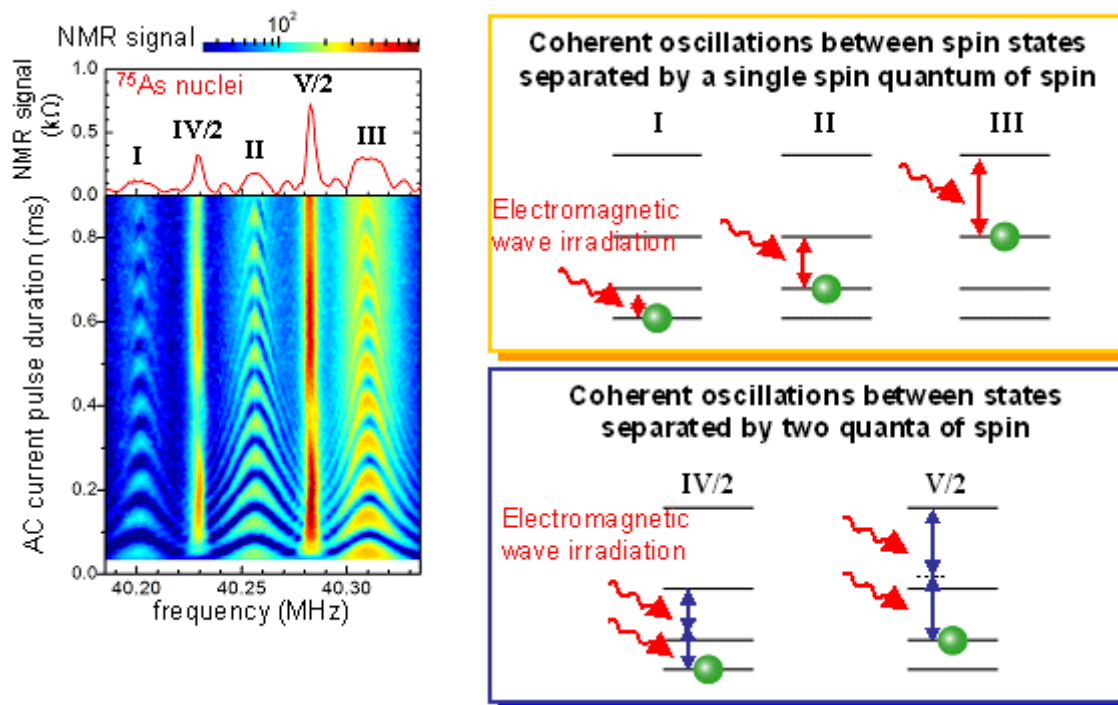 NMR signal
10²
NMR signal
(kΩ)
1.0
0.5
0.0
⁷⁵As nuclei
I
IV/2
II
V/2
III
AC current pulse duration (ms)
0.8
0.6
0.4
0.2
0.0
40.20
40.25
40.30
frequency (MHz)
Coherent oscillations between spin states
separated by a single spin quantum of spin
I
II
III
Electromagnetic
wave irradiation
Coherent oscillations between states
separated by two quanta of spin
IV/2
V/2
Electromagnetic
wave irradiation